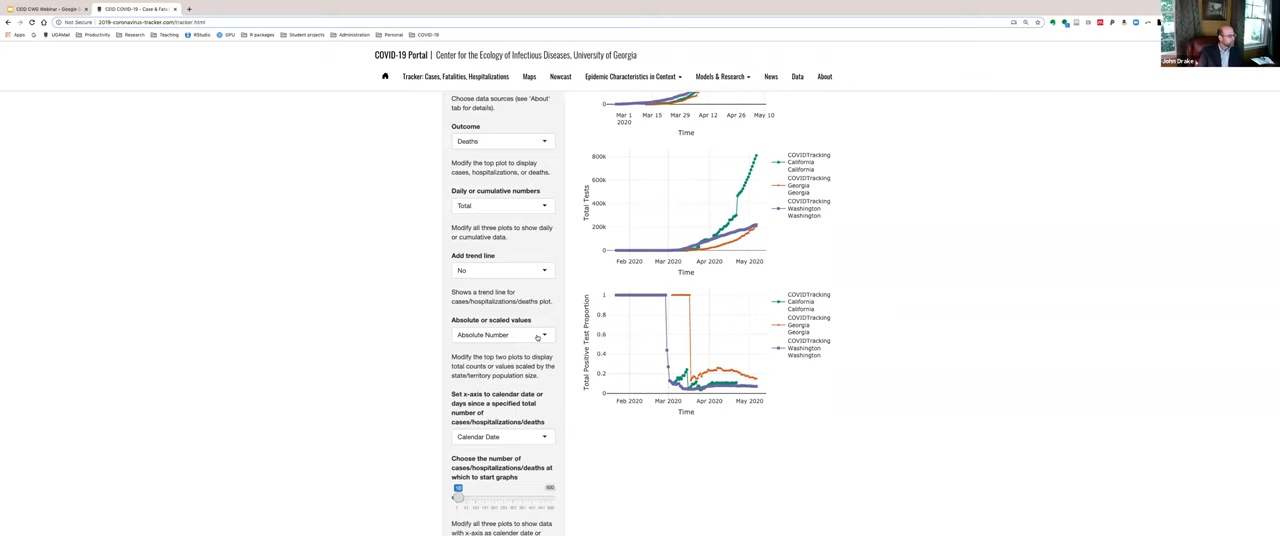 CEID CWG Webinar - Google S
CEID COVID-19 - Case & Fata
Not Secure | 2019-coronavirus-tracker.com/tracker.html
Apps UGAMail Productivity Research Teaching RStudio GPU R packages Student projects Administration Personal COVID-19
John Drake
COVID-19 Portal | Center for the Ecology of Infectious Diseases, University of Georgia
Tracker: Cases, Fatalities, Hospitalizations Maps Nowcast Epidemic Characteristics in Context Models & Research News Data About
Choose data sources (see 'About'
tab for details).
Outcome
Deaths
Modify the top plot to display
cases, hospitalizations, or deaths.
Daily or cumulative numbers
Total
Modify all three plots to show daily
or cumulative data.
Add trend line
No
Shows a trend line for
cases/hospitalizations/deaths plot.
Absolute or scaled values
Absolute Number
Modify the top two plots to display
total counts or values scaled by the
state/territory population size.
Set x-axis to calendar date or
days since a specified total
number of
cases/hospitalizations/deaths
Calendar Date
Choose the number of
cases/hospitalizations/deaths at
which to start graphs
10 500
Modify all three plots to show data
with x-axis as calendar date or
0
Mar 1 Mar 15 Mar 29 Apr 12 Apr 26 May 10
2020
Time
Total Tests
800k
600k
400k
200k
0
Feb 2020 Mar 2020 Apr 2020 May 2020
Time
COVIDTracking
California
California
COVIDTracking
Georgia
Georgia
COVIDTracking
Washington
Washington
Total Positive Test Proportion
1
0.8
0.6
0.4
0.2
0
Feb 2020 Mar 2020 Apr 2020 May 2020
Time
COVIDTracking
California
California
COVIDTracking
Georgia
Georgia
COVIDTracking
Washington
Washington